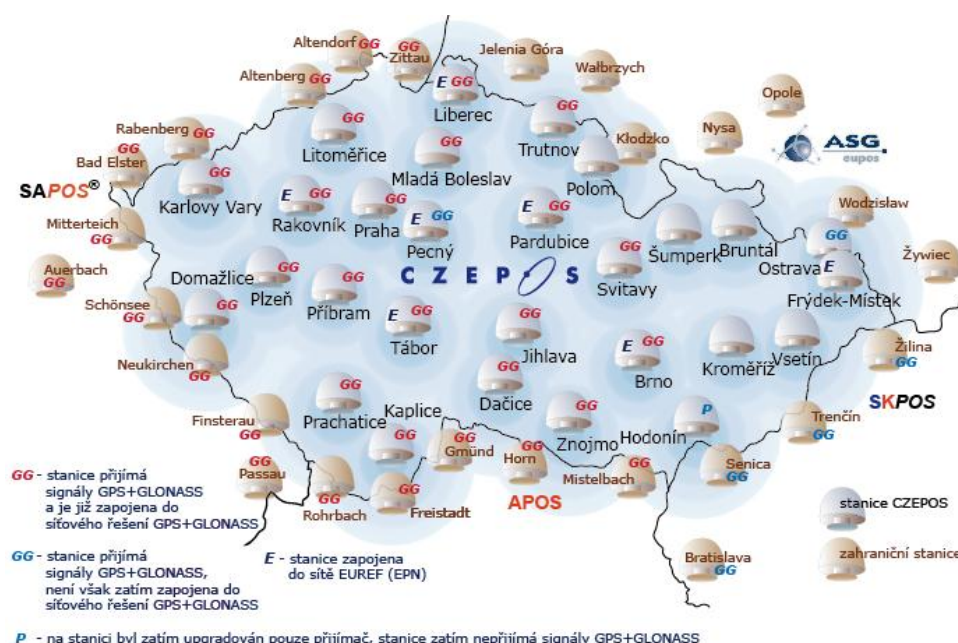 Altendorf GG
GG
Zittau
Jelenia Góra
Altenberg GG
E GG
Liberec
Wałbrzych
Opole
Rabenberg GG
GG
Litoměřice
GG
Mladá Boleslav
GG
Trutnov
Kłodzko
Nysa
ASG
eupos
GG
Bad Elster
SAPOS®
GG
Karlovy Vary
E GG
Rakovník
GG
Praha
E GG
Pecný
E GG
Pardubice
Polom
Wodzisław
Mitterteich
GG
Šumperk
Bruntál
GG
Ostrava
Żywiec
Auerbach
GG
Domažlice
GG
GG
Plzeň
GG
Příbram
CZEPOS
GG
Svitavy
E
Frýdek-Místek
Schönsee
GG
E GG
Tábor
GG
Jihlava
E GG
Brno
Kroměříž
Vsetín
Žilina
GG
Neukirchen
GG
SKPOS
GG
Prachatice
Kaplice
GG
GG
Dačice
GG
Znojmo
Hodonín
P
Trenčín
GG
Finsterau
GG
GG
Gmünd
GG
Horn
GG
Mistelbach
Senica
GG
GG
Passau
Rohrbach
GG
GG
Freistadt
APOS
Bratislava
GG
GG - stanice přijímá
signály GPS+GLONASS
a je již zapojena do
síťového řešení GPS+GLONASS
GG - stanice přijímá
signály GPS+GLONASS,
není však zatím zapojena do
síťového řešení GPS+GLONASS
E - stanice zapojena
do sítě EUREF (EPN)
stanice CZEPOS
zahraniční stanice
P - na stanici byl zatím upgradován pouze přijímač, stanice zatím nepřijímá signály GPS+GLONASS